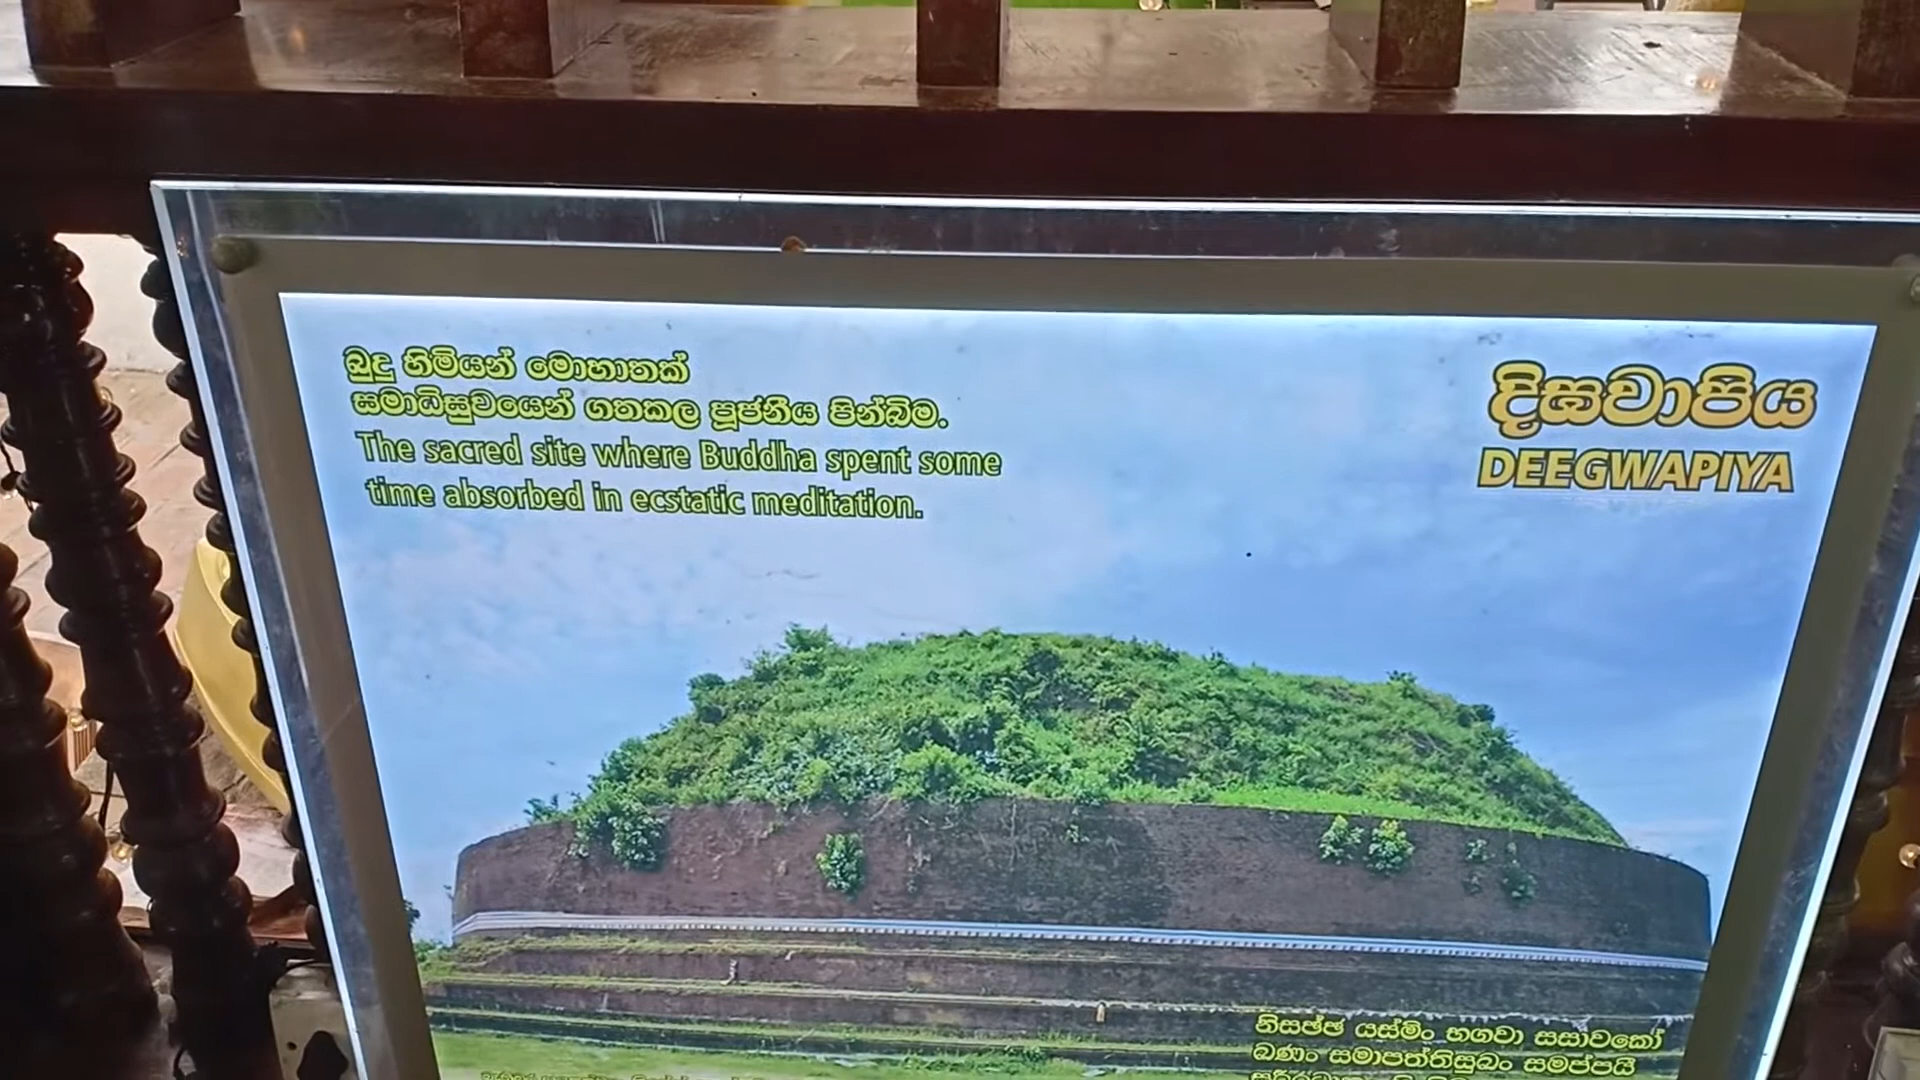 බුදු හිමියන් මොහොතක්
සමාධිසුවයෙන් ගතකල පූජනීය පින්බිම.
The sacred site where Buddha spent some
time absorbed in ecstatic meditation.
දිඝවාපිය
DEEGWAPIYA
නිසජ්ජ යස්මිං භගවා සසාවකෝ
ඛණං සමාපත්තිසුඛං සමප්පයී